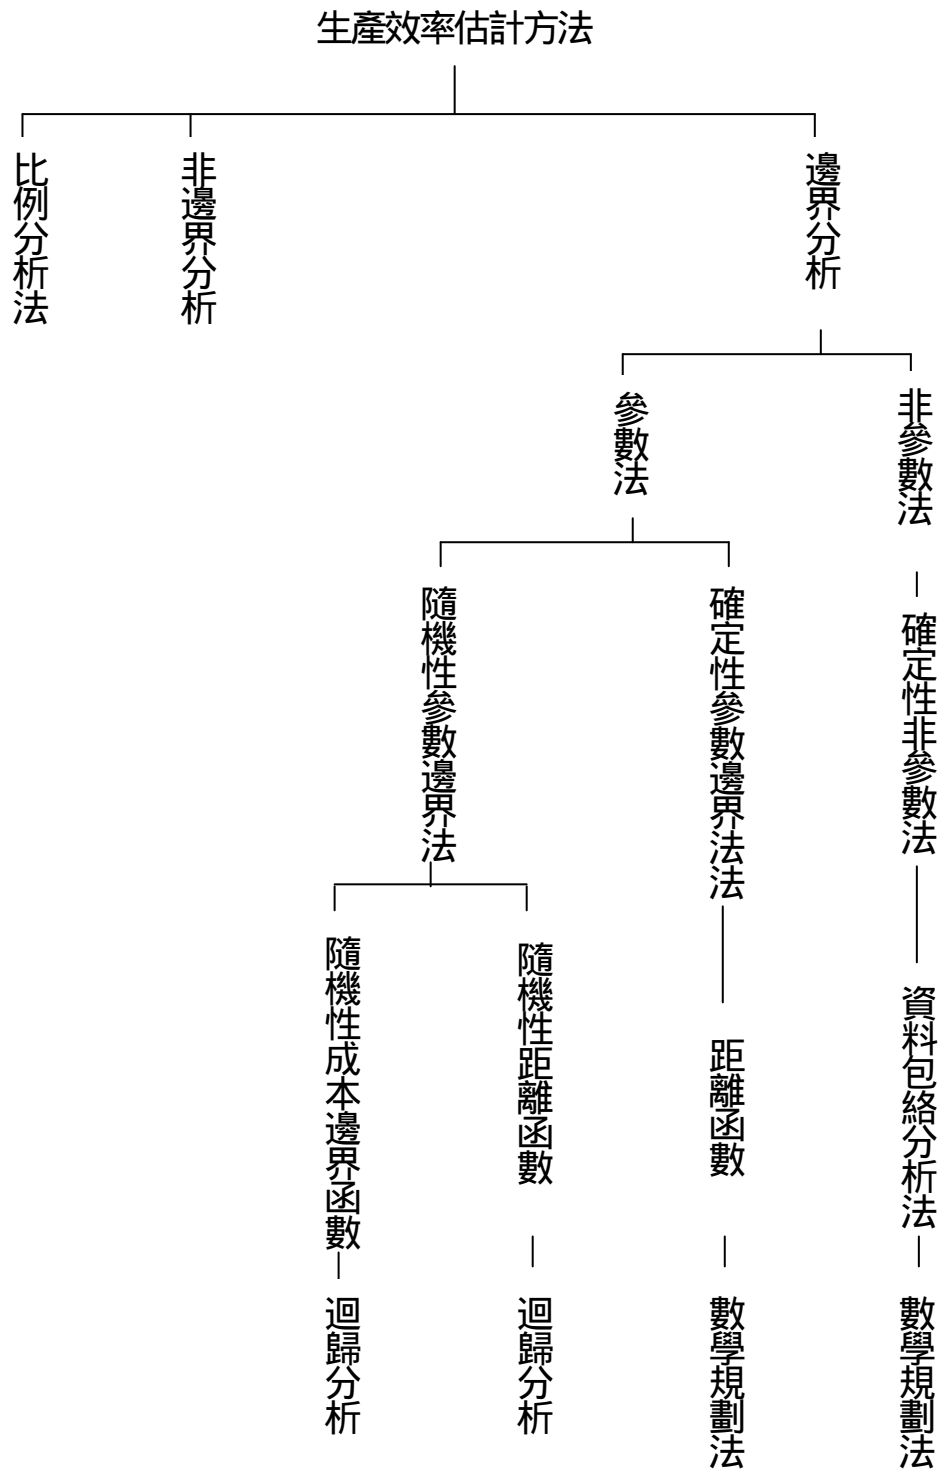 生產效率估計方法
比例分析法
非邊界分析
邊界分析
參數法
非參數法
隨機性參數邊界法
確定性參數邊界法法
確定性非參數法
隨機性成本邊界函數
隨機性距離函數
距離函數
資料包絡分析法
迴歸分析
迴歸分析
數學規劃法
數學規劃法